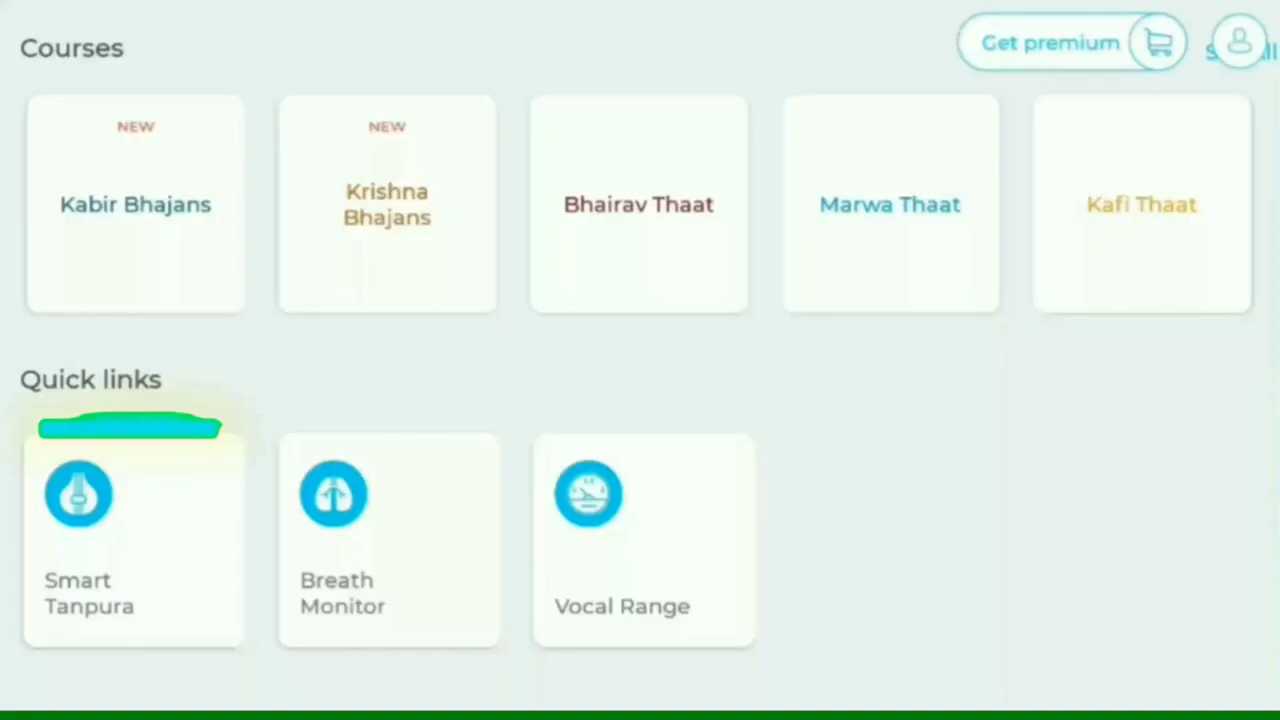 Courses
Get premium
NEW
NEW
Kabir Bhajans
Krishna
Bhajans
Bhairav Thaat
Marwa Thaat
Kafi Thaat
Quick links
Smart
Tanpura
Breath
Monitor
Vocal Range